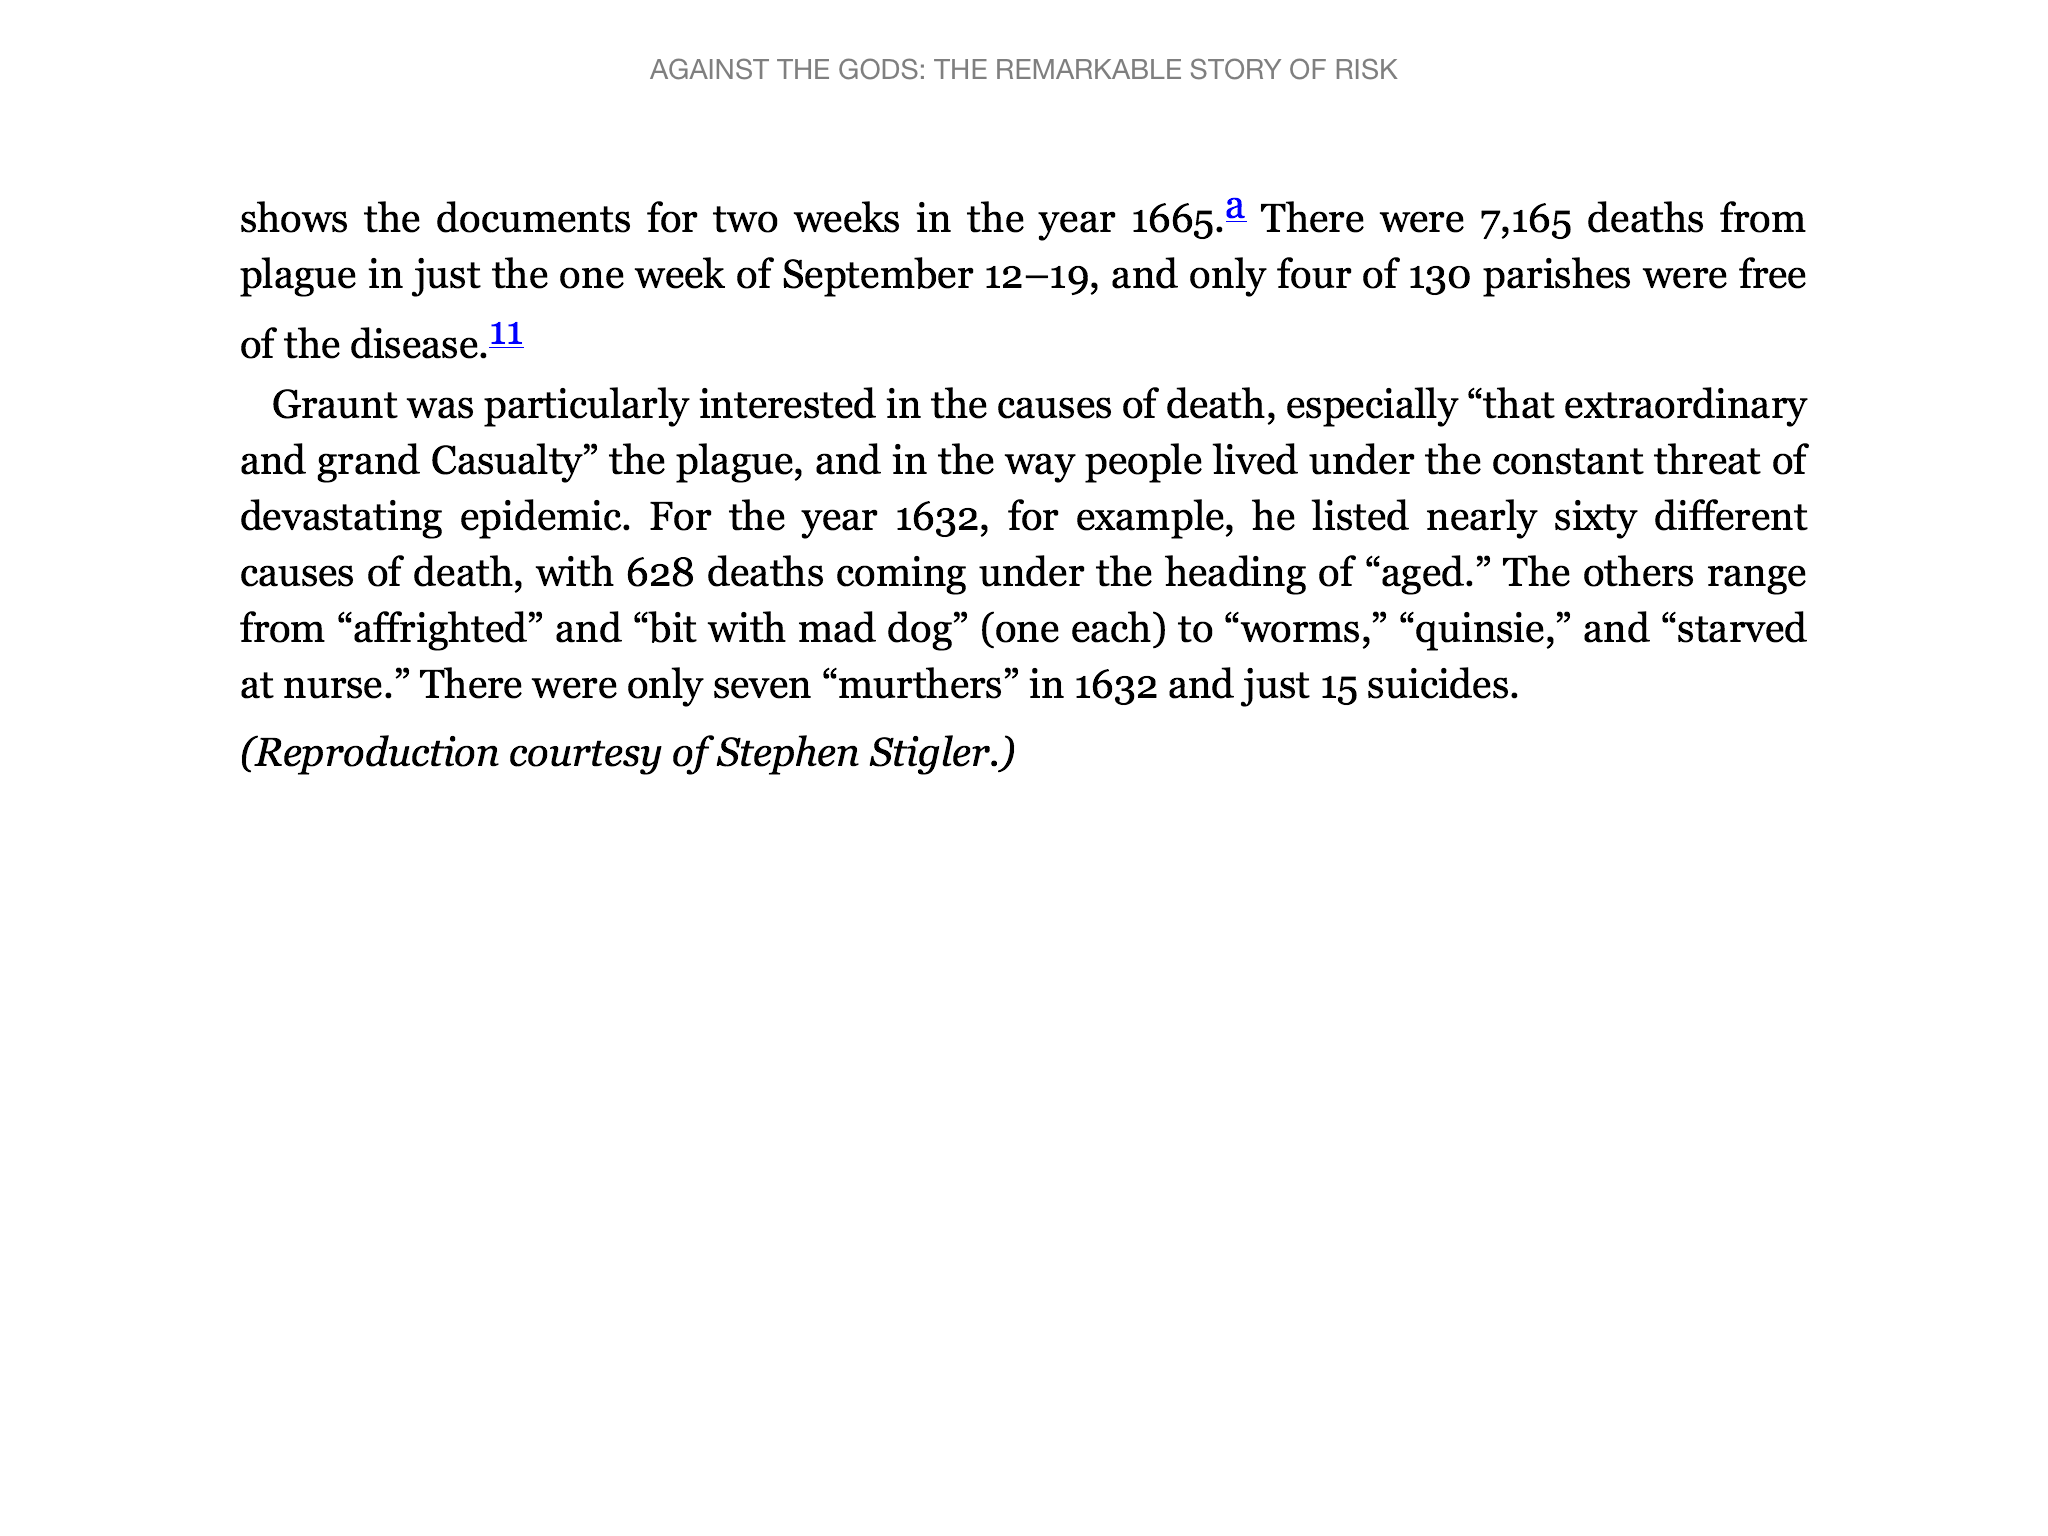 AGAINST THE GODS: THE REMARKABLE STORY OF RISK
shows the documents for two weeks in the year 1665.a There were 7,165 deaths from
plague in just the one week of September 12–19, and only four of 130 parishes were free
of the disease.11
Graunt was particularly interested in the causes of death, especially “that extraordinary
and grand Casualty” the plague, and in the way people lived under the constant threat of
devastating epidemic. For the year 1632, for example, he listed nearly sixty different
causes of death, with 628 deaths coming under the heading of “aged.” The others range
from “affrighted” and “bit with mad dog” (one each) to “worms,” “quinsie,” and “starved
at nurse.” There were only seven “murthers” in 1632 and just 15 suicides.
(Reproduction courtesy of Stephen Stigler.)